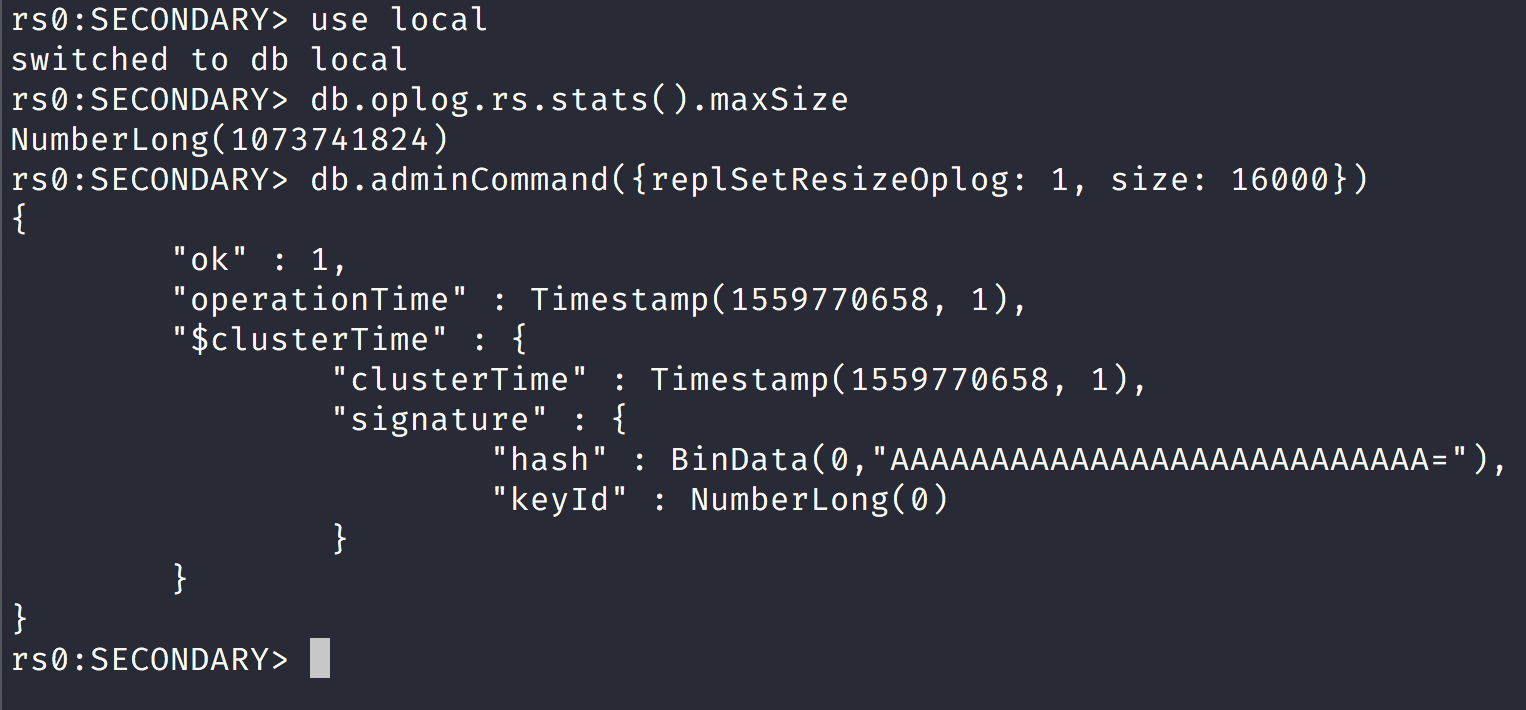 rs0:SECONDARY> use local
switched to db local
rs0:SECONDARY> db.oplog.rs.stats().maxSize
NumberLong(1073741824)
rs0:SECONDARY> db.adminCommand({replSetResizeOplog: 1, size: 16000})
{
"ok" : 1,
"operationTime" : Timestamp(1559770658, 1),
"$clusterTime" : {
"clusterTime" : Timestamp(1559770658, 1),
"signature" : {
"hash" : BinData(0,"AAAAAAAAAAAAAAAAAAAAAAAAAAA="),
"keyId" : NumberLong(0)
}
}
}
rs0:SECONDARY>